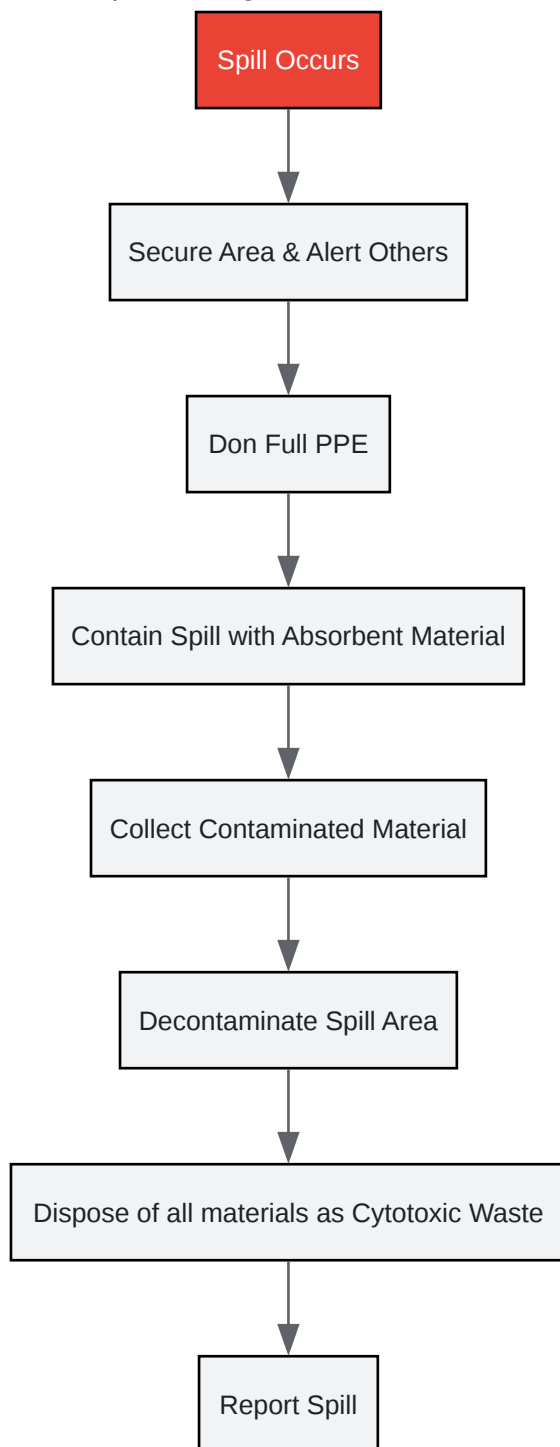 Spill Occurs
Secure Area & Alert Others
Don Full PPE
Contain Spill with Absorbent Material
Collect Contaminated Material
Decontaminate Spill Area
Dispose of all materials as Cytotoxic Waste
Report Spill